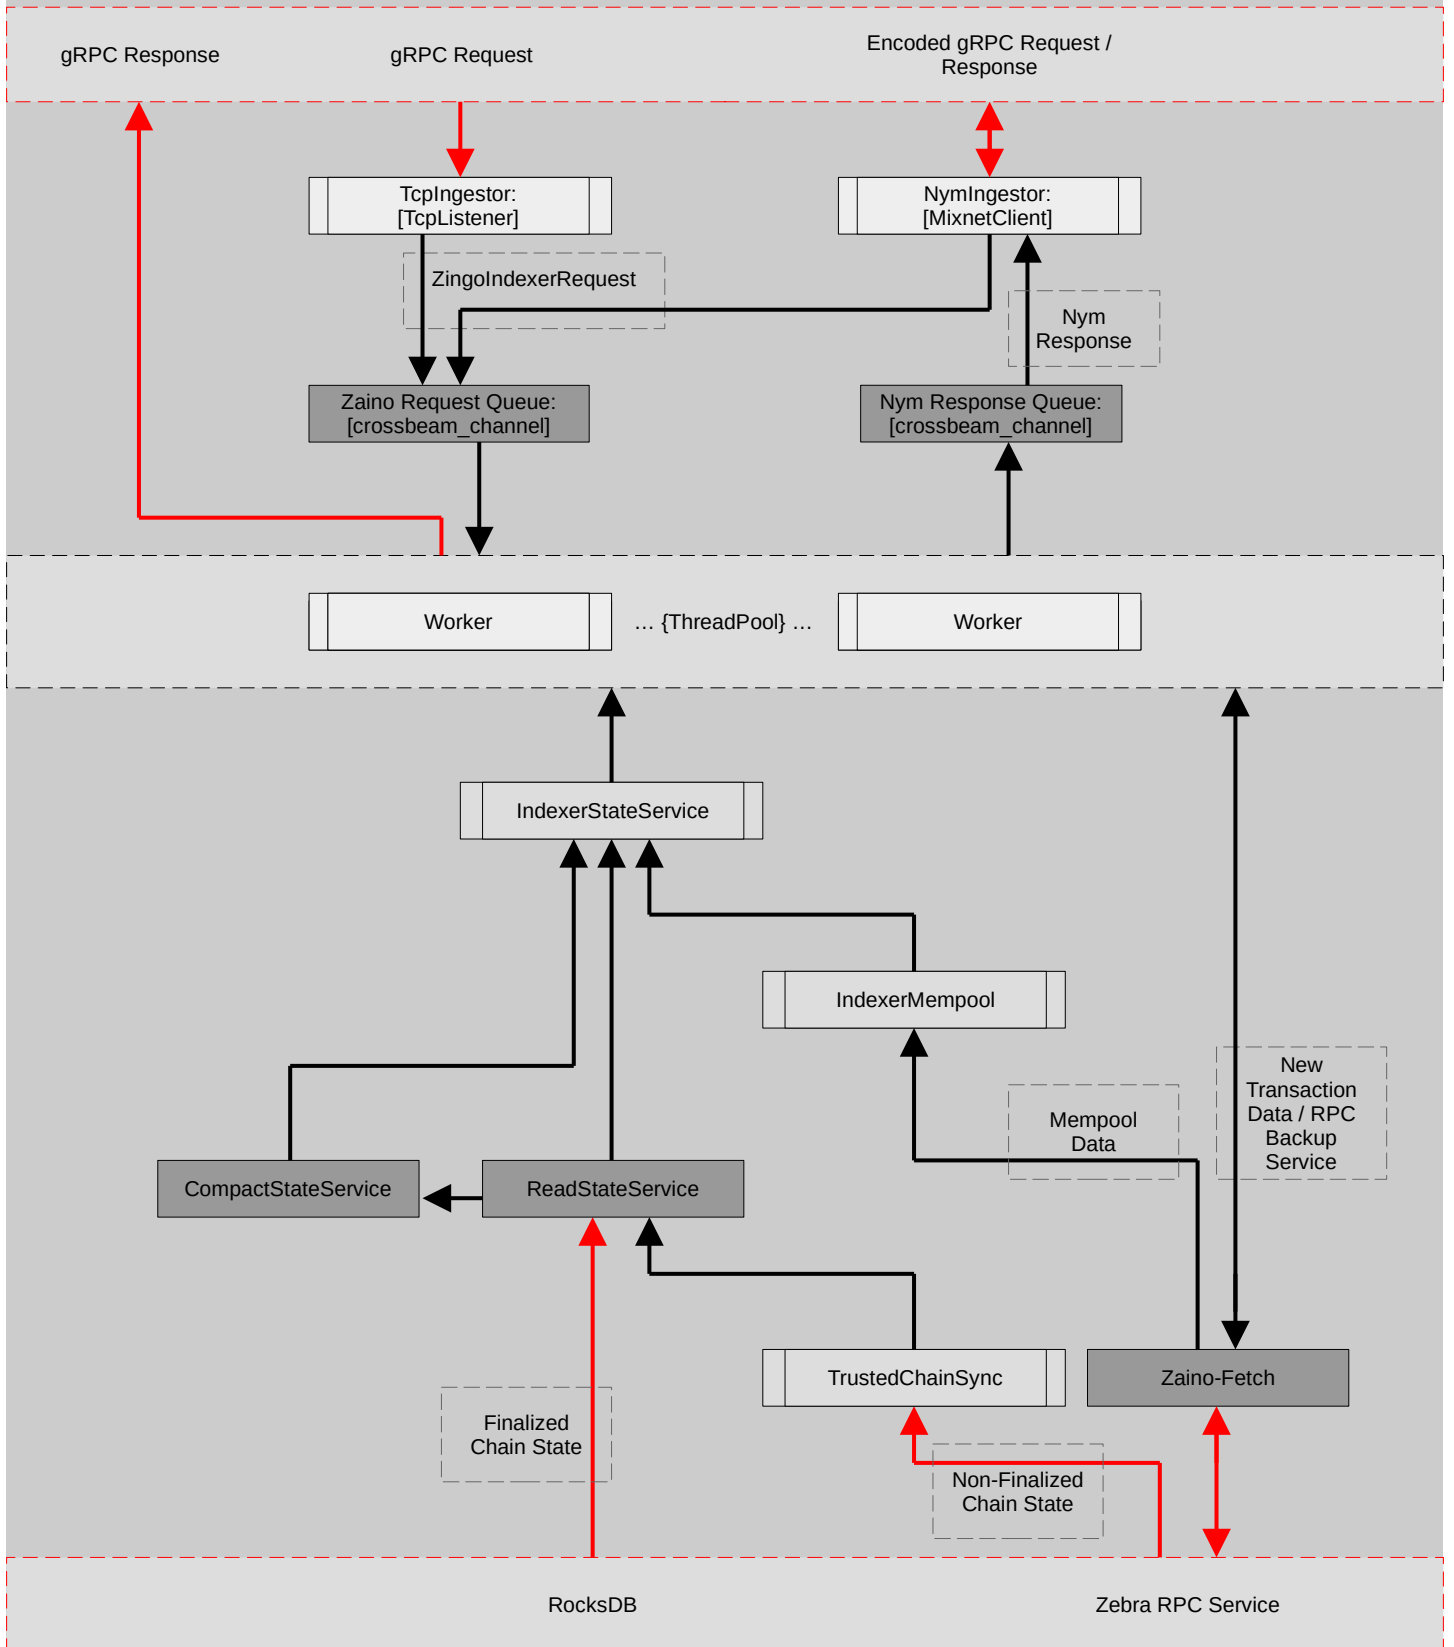 gRPC Response
gRPC Request
Encoded gRPC Request /
Response
TcpIngestor:
[TcpListener]
NymIngestor:
[MixnetClient]
ZingoIndexerRequest
Nym
Response
Zaino Request Queue:
[crossbeam_channel]
Nym Response Queue:
[crossbeam_channel]
Worker
... {ThreadPool} ...
Worker
IndexerStateService
IndexerMempool
New
Transaction
Data / RPC
Backup
Service
Mempool
Data
CompactStateService
ReadStateService
TrustedChainSync
Zaino-Fetch
Finalized
Chain State
Non-Finalized
Chain State
RocksDB
Zebra RPC Service